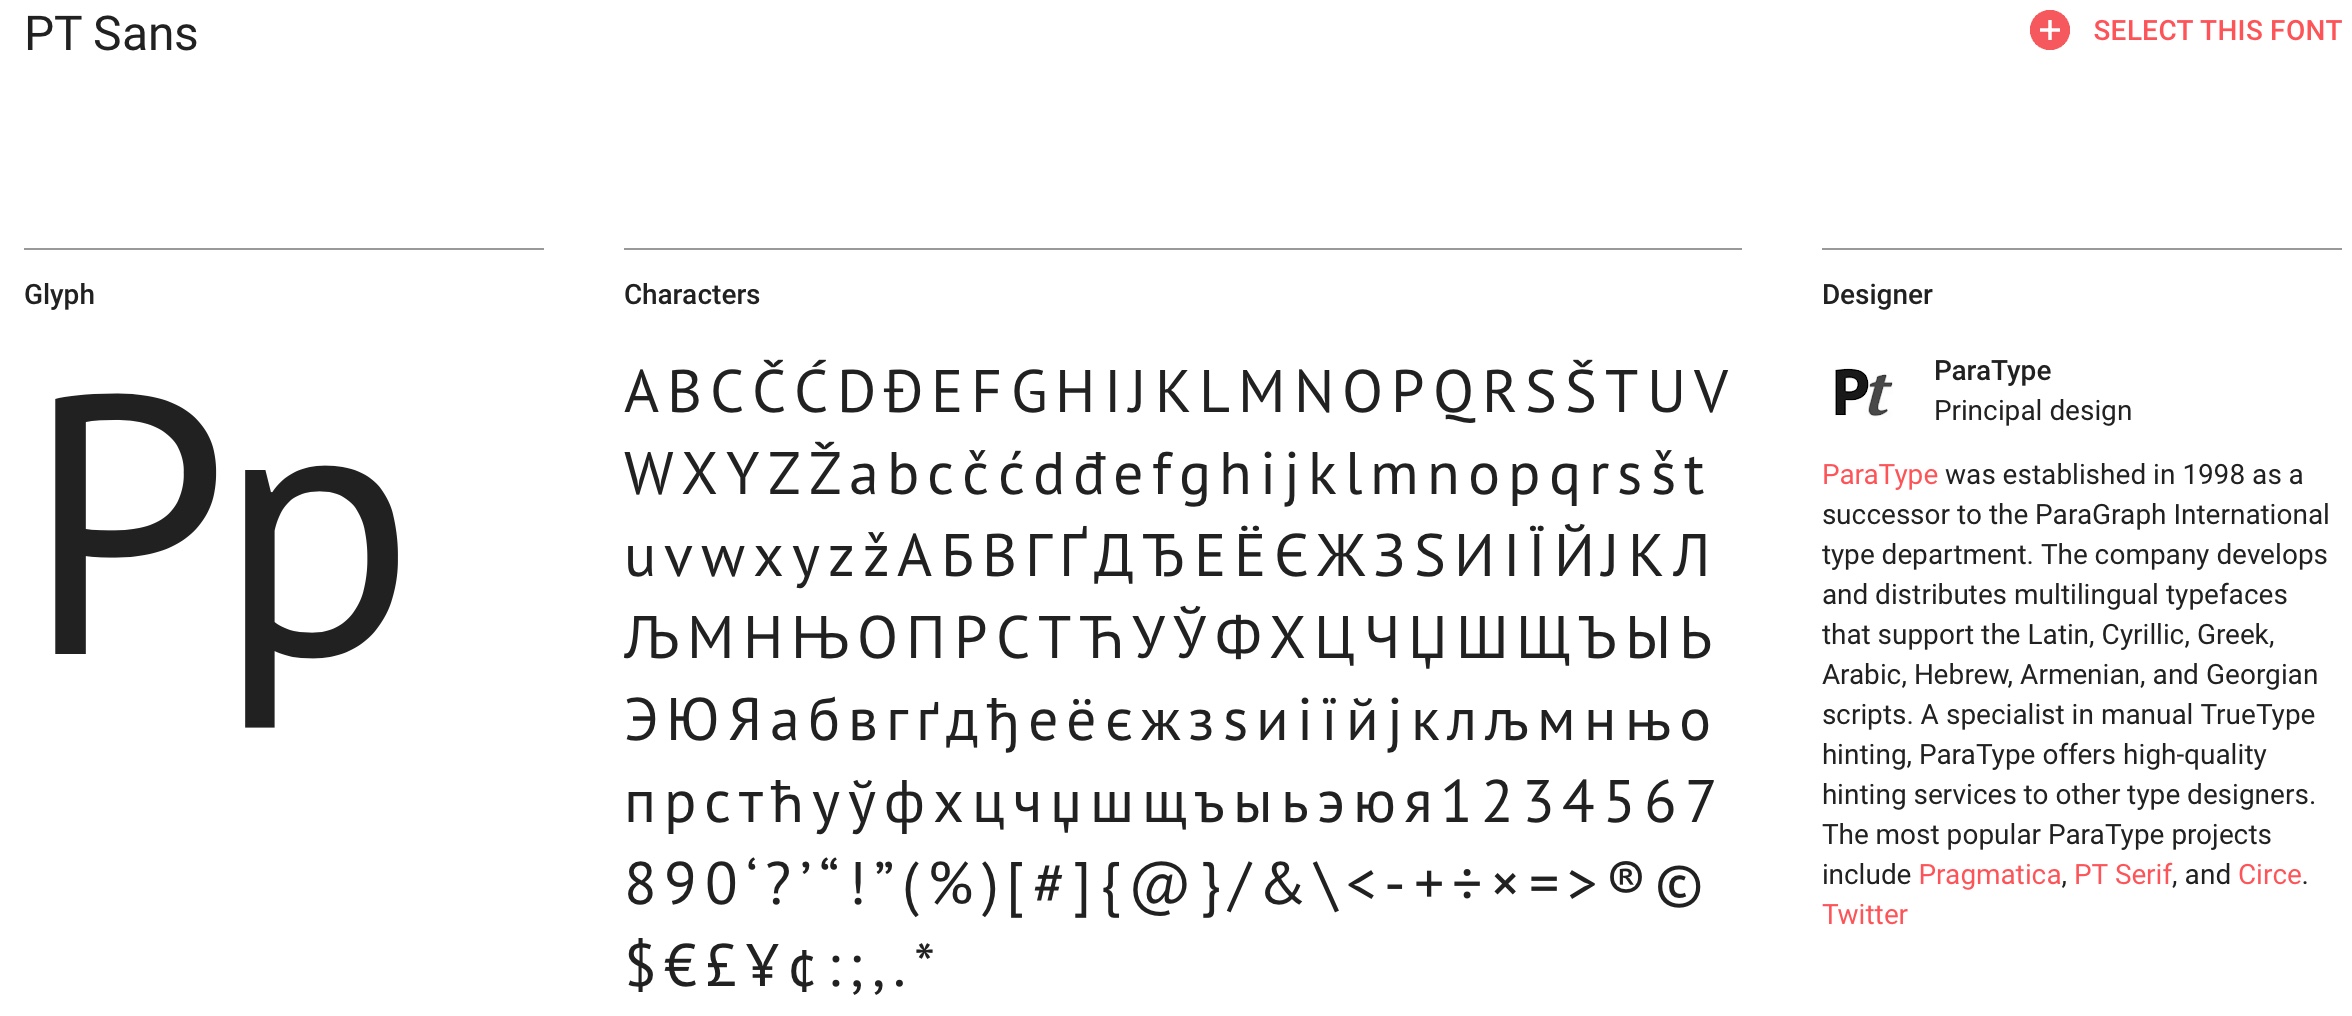 PT Sans
SELECT THIS FONT
Glyph
Pp
Characters
ABCČĆDĐEFGHIJKLMNOPQRSŠTUV
WXYZŽabcčćdđefghijklmnopqrsšt
uvwxyzžАБВГҐДЂЕЁЄЖЗЅИІЇЙЈКЛ
ЉМНЊОПРСТЋУЎФХЦЧЏШЩЪЫЬ
ЭЮЯабвгґдђеёєжзѕиіїйјклљмнњо
прстћуўфхцчџшщъыьэюя1234567
890‘?’“!”(%)[#]{@}/&\<-+÷×=>®©
$€£¥¢:;,.*
Designer
Pt
ParaType
Principal design
ParaType was established in 1998 as a
successor to the ParaGraph International
type department. The company develops
and distributes multilingual typefaces
that support the Latin, Cyrillic, Greek,
Arabic, Hebrew, Armenian, and Georgian
scripts. A specialist in manual TrueType
hinting, ParaType offers high-quality
hinting services to other type designers.
The most popular ParaType projects
include Pragmatica, PT Serif, and Circe.
Twitter